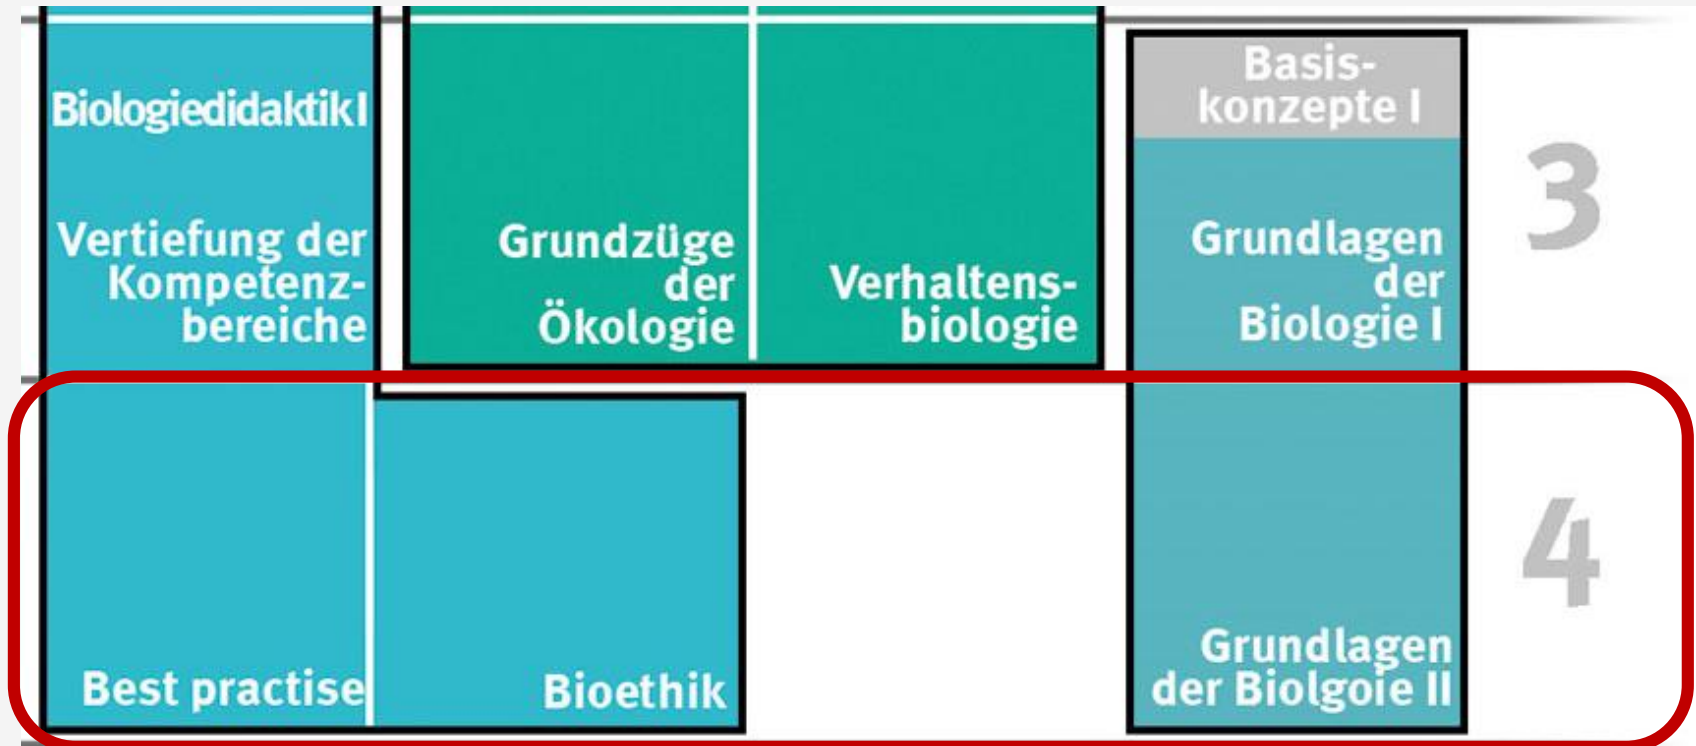 Biologiedidaktik I
Vertiefung der
Kompetenz-
bereiche
Grundzüge
der
Ökologie
Verhaltens-
biologie
Basis-
konzepte I
Grundlagen
der
Biologie I
3
Best practise
Bioethik
Grundlagen
der Biolgoie II
4